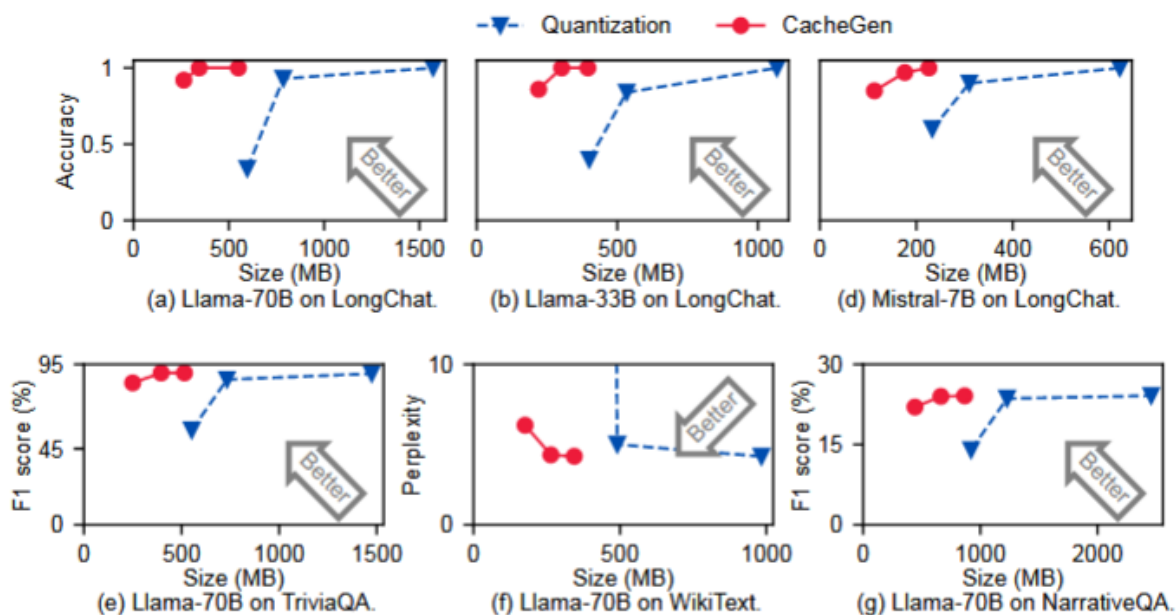 Quantization CacheGen
Accuracy
1
0.5
0
Better
0 500 1000 1500
Size (MB)
(a) Llama-70B on LongChat.
Better
0 500 1000
Size (MB)
(b) Llama-33B on LongChat.
Better
0 200 400 600
Size (MB)
(d) Mistral-7B on LongChat.
F1 score (%)
95
45
0
Better
0 500 1000 1500
Size (MB)
(e) Llama-70B on TriviaQA.
Perplexity
10
0
Better
0 500 1000
Size (MB)
(f) Llama-70B on WikiText.
F1 score (%)
30
15
0
Better
0 1000 2000
Size (MB)
(g) Llama-70B on NarrativeQA.